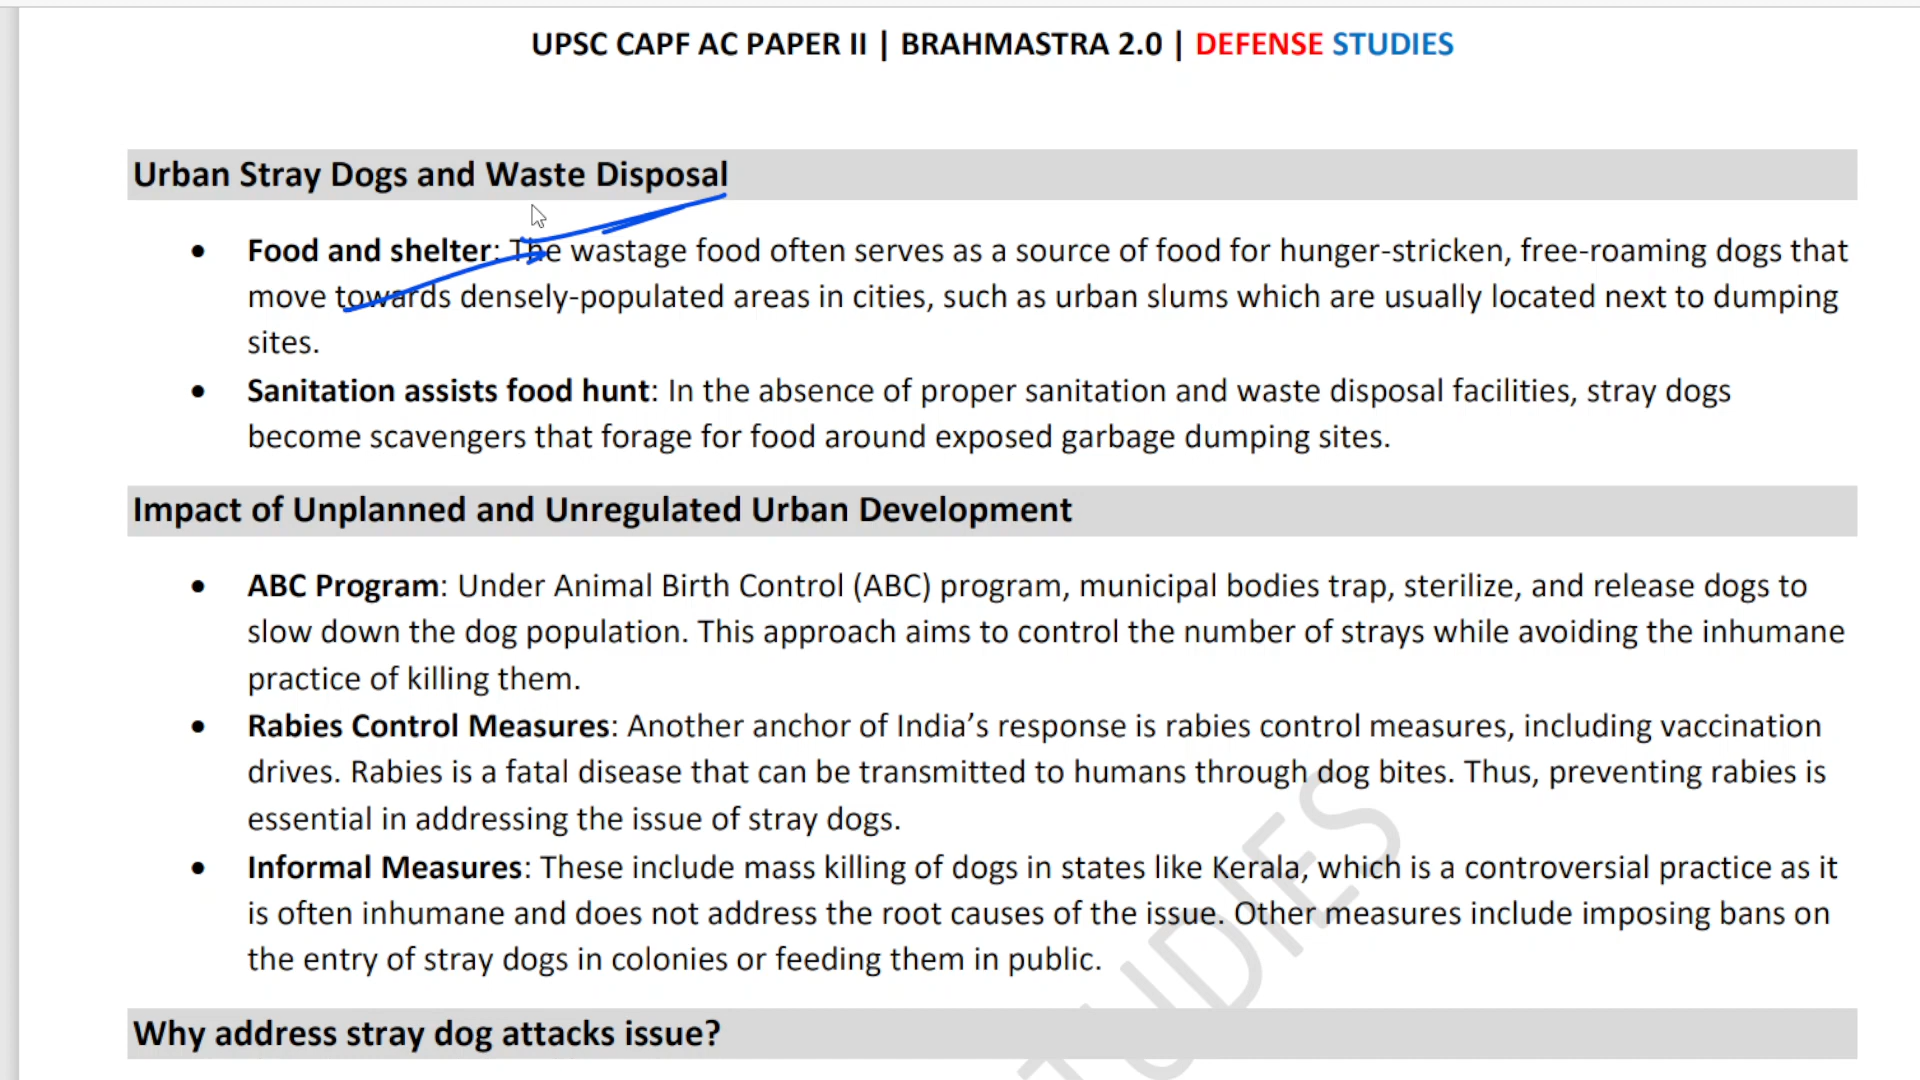 UPSC CAPF AC PAPER II | BRAHMASTRA 2.0 | DEFENSE STUDIES
Urban Stray Dogs and Waste Disposal
• Food and shelter: The wastage food often serves as a source of food for hunger-stricken, free-roaming dogs that
move towards densely-populated areas in cities, such as urban slums which are usually located next to dumping
sites.
• Sanitation assists food hunt: In the absence of proper sanitation and waste disposal facilities, stray dogs
become scavengers that forage for food around exposed garbage dumping sites.
Impact of Unplanned and Unregulated Urban Development
• ABC Program: Under Animal Birth Control (ABC) program, municipal bodies trap, sterilize, and release dogs to
slow down the dog population. This approach aims to control the number of strays while avoiding the inhumane
practice of killing them.
• Rabies Control Measures: Another anchor of India’s response is rabies control measures, including vaccination
drives. Rabies is a fatal disease that can be transmitted to humans through dog bites. Thus, preventing rabies is
essential in addressing the issue of stray dogs.
• Informal Measures: These include mass killing of dogs in states like Kerala, which is a controversial practice as it
is often inhumane and does not address the root causes of the issue. Other measures include imposing bans on
the entry of stray dogs in colonies or feeding them in public.
TUDIES
Why address stray dog attacks issue?